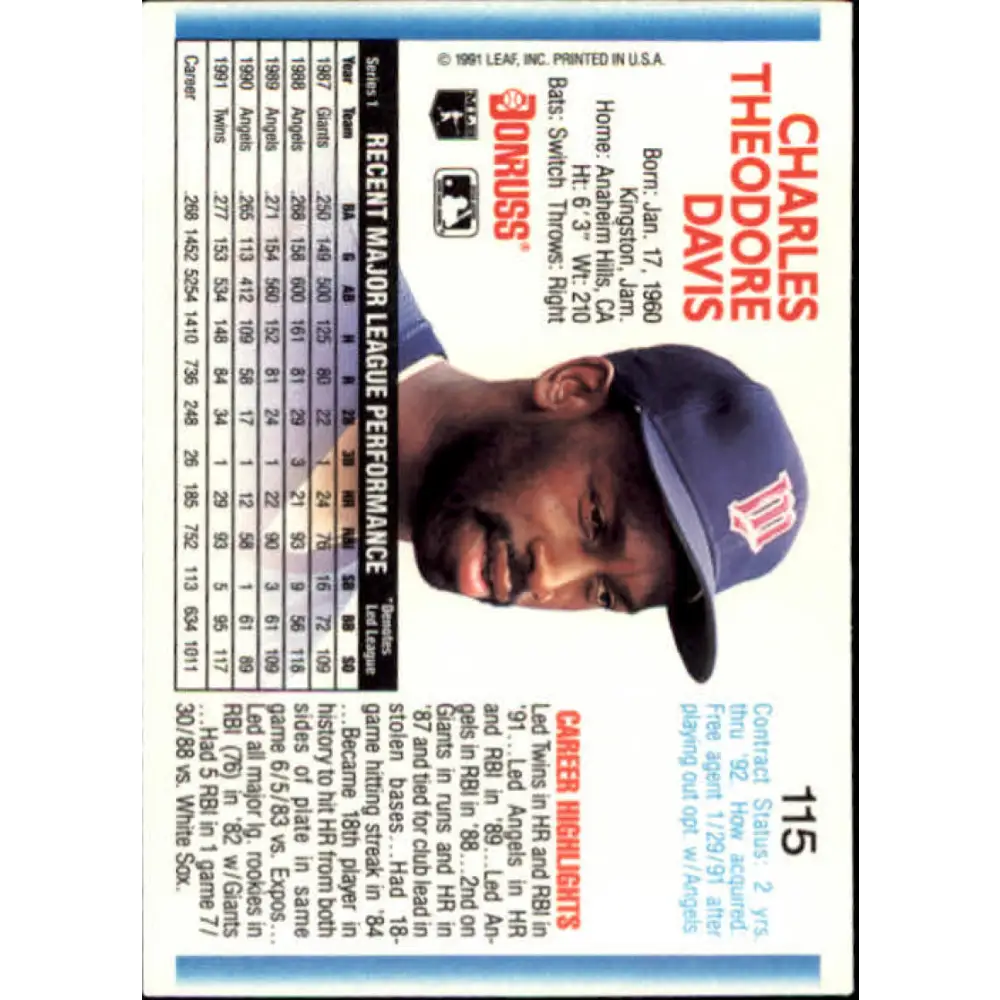 CHARLES
THEODORE
DAVIS
Born: Jan. 17, 1960
Kingston, Jam.
Home: Anaheim Hills, CA
Ht: 6'3" Wt: 210
Bats: Switch Throws: Right
DONRUSS®
© 1991 LEAF, INC. PRINTED IN U.S.A.
M
115
Contract Status: 2 yrs.
thru '92. How acquired:
Free agent 1/29/91 after
playing out opt. w/Angels
CAREER HIGHLIGHTS
Led Twins in HR and RBI in
'91...Led Angels in HR
and RBI in '89...Led An-
gels in RBI in '88...2nd on
Giants in runs and HR in
'87 and tied for club lead in
stolen bases...Had 18-
game hitting streak in '84
...Became 18th player in
history to hit HR from both
sides of plate in same
game 6/5/83 vs. Expos...
Led all major lg. rookies in
RBI (76) in '82 w/Giants
...Had 5 RBI in 1 game 7/
30/88 vs. White Sox.
Series 1 RECENT MAJOR LEAGUE PERFORMANCE *Denotes
Led League
Year Team BA G AB H R 2B 3B HR RBI SB BB SO
1987 Giants .250 149 500 125 80 22 1 24 76 16 72 109
1988 Angels .268 158 600 161 81 29 3 21 93 9 56 118
1989 Angels .271 154 560 152 81 24 1 22 90 3 61 109
1990 Angels .265 113 412 109 58 17 1 12 58 1 61 89
1991 Twins .277 153 534 148 84 34 1 29 93 5 95 117
Career .268 1452 5254 1410 736 248 26 185 752 113 634 1011